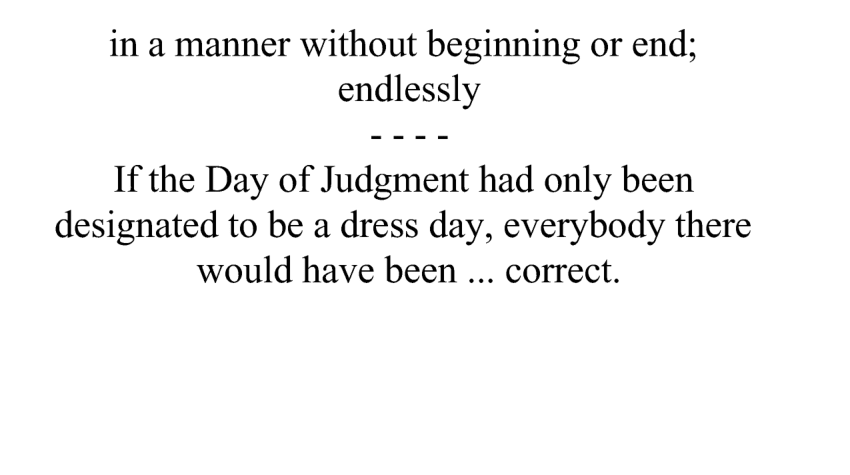 in a manner without beginning or end;
endlessly
- - - -
If the Day of Judgment had only been
designated to be a dress day, everybody there
would have been ... correct.